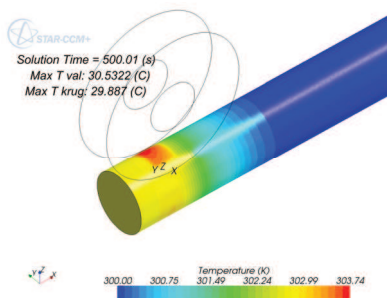 STAR-CCM+
Solution Time = 500.01 (s)
Max T val: 30.5322 (C)
Max T krug: 29.887 (C)
Y Z X
Y Z X
Temperature (K)
300.00 300.75 301.49 302.24 302.99 303.74